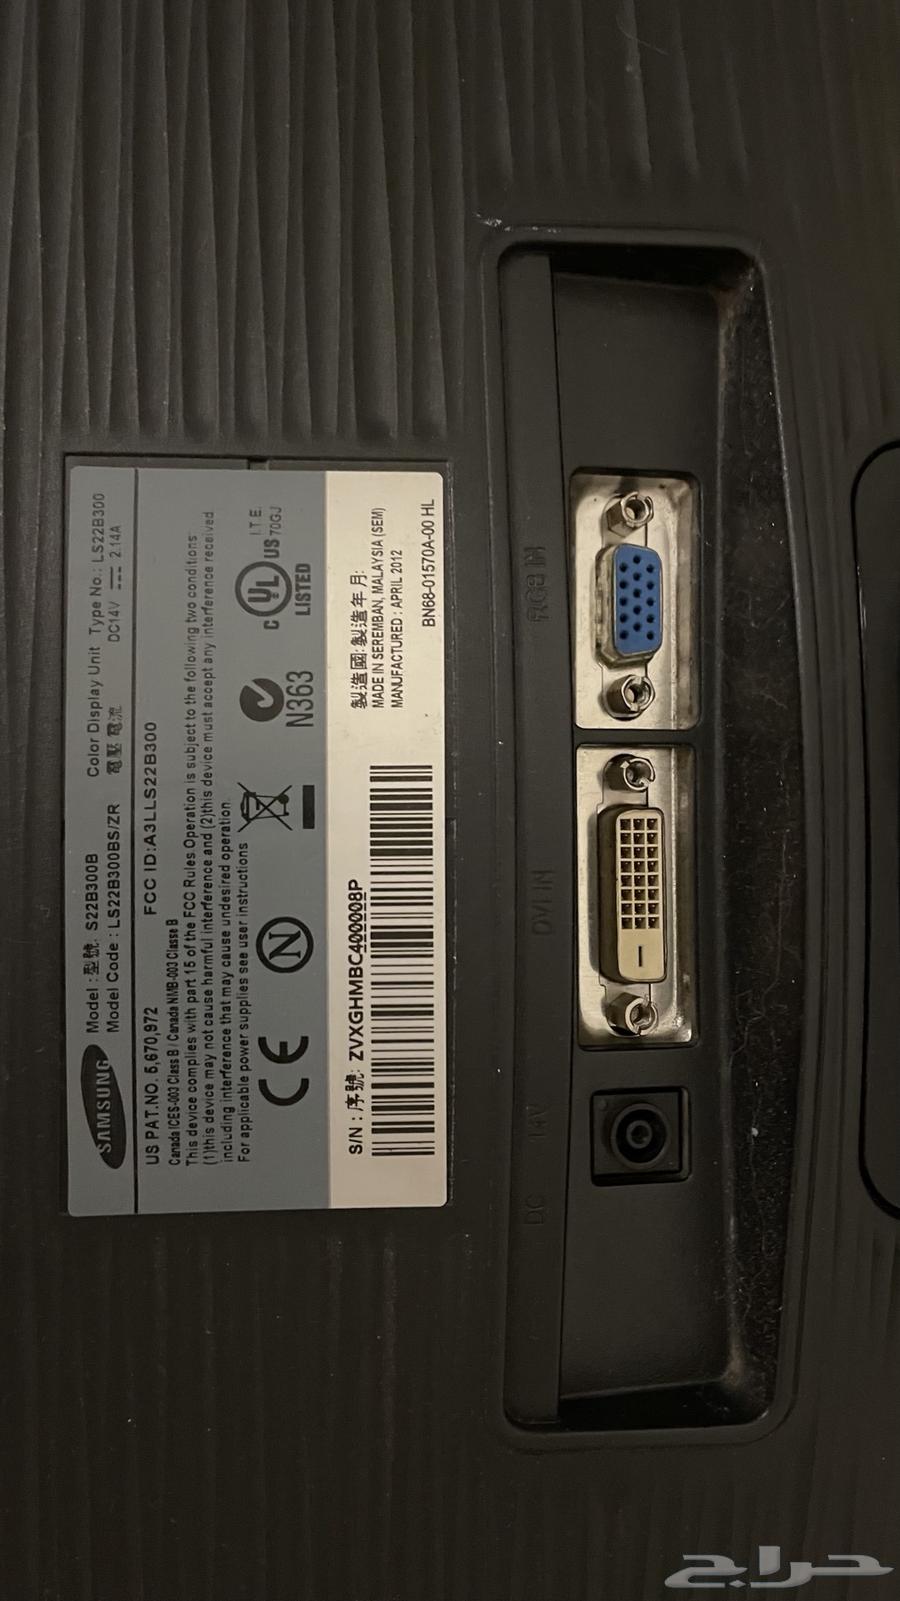 SAMSUNG
Model : 型號: S22B300B Color Display Unit Type No.: LS22B300
Model Code : LS22B300BS/ZR 電壓 電流 DC14V 2.14A
US PAT.NO. 5,670,972 FCC ID:A3LLS22B300
Canada ICES-003 Class B / Canada NMB-003 Classe B
This device complies with part 15 of the FCC Rules Operation is subject to the following two conditions:
(1)this device may not cause harmful interference and (2)this device must accept any interference received
including interference that may cause undesired operation.
For applicable power supplies see user instructions
CE
N
N363
C UL US
LISTED
I.T.E.
70GJ
S/N : 序號: ZVXGHMBC400008P
製造國:製造年月:
MADE IN SEREMBAN, MALAYSIA (SEM)
MANUFACTURED : APRIL 2012
BN68-01570A-00 HL
DC 14V
DVI IN
RGB IN
حراج